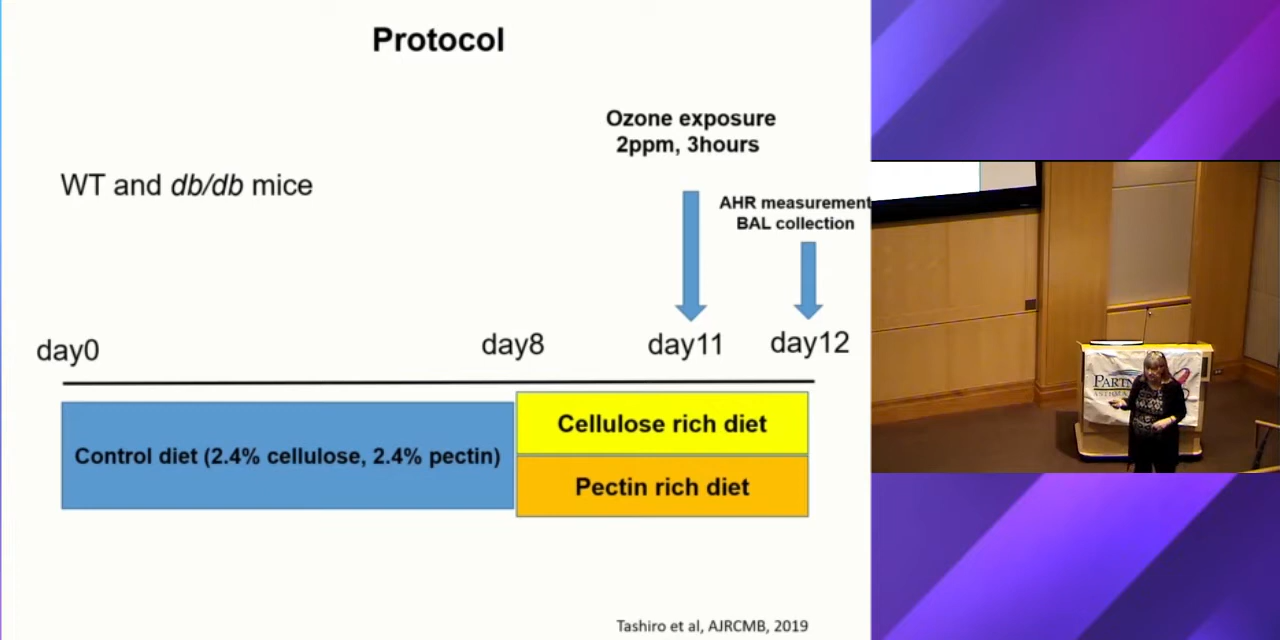 Protocol
Ozone exposure
2ppm, 3hours
WT and db/db mice
AHR measurement
BAL collection
day0
day8
day11
day12
Control diet (2.4% cellulose, 2.4% pectin)
Cellulose rich diet
Pectin rich diet
Tashiro et al, AJRCMB, 2019